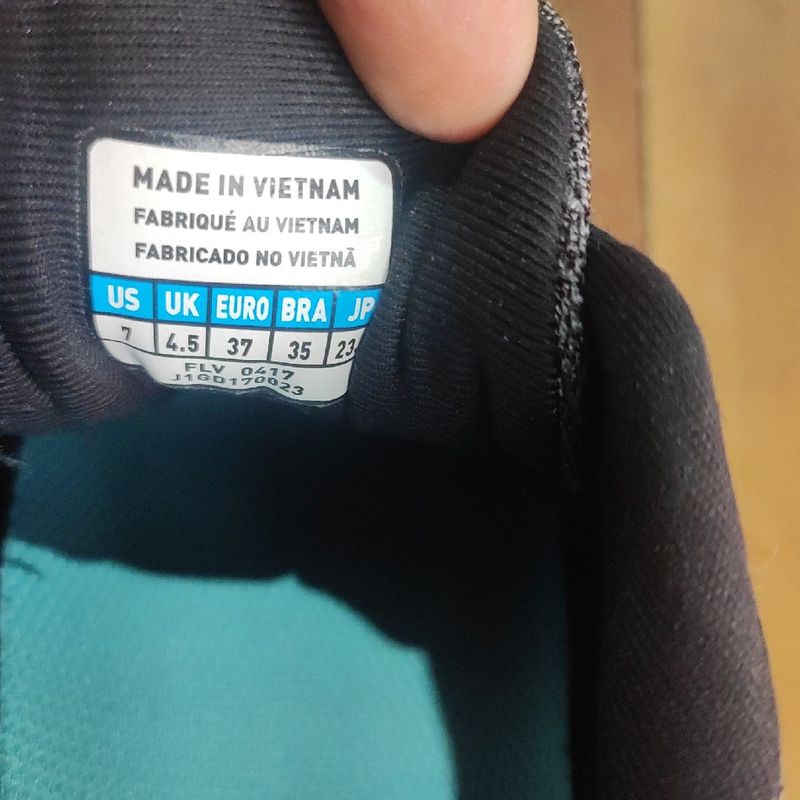 MADE IN VIETNAM
FABRIQUÉ AU VIETNAM
FABRICADO NO VIETNÃ
US UK EURO BRA JP
7 4.5 37 35 23
FLV 0417
J1GD170023